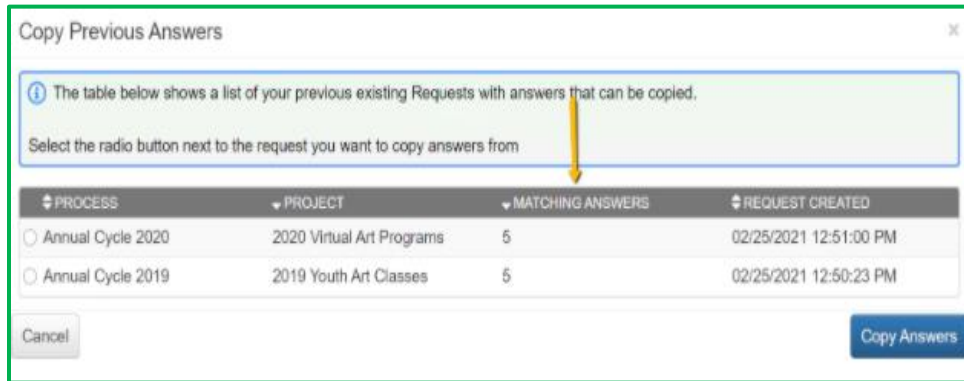 Copy Previous Answers
The table below shows a list of your previous existing Requests with answers that can be copied.
Select the radio button next to the request you want to copy answers from
PROCESS PROJECT MATCHING ANSWERS REQUEST CREATED
Annual Cycle 2020 2020 Virtual Art Programs 5 02/25/2021 12:51:00 PM
Annual Cycle 2019 2019 Youth Art Classes 5 02/25/2021 12:50:23 PM
Cancel Copy Answers